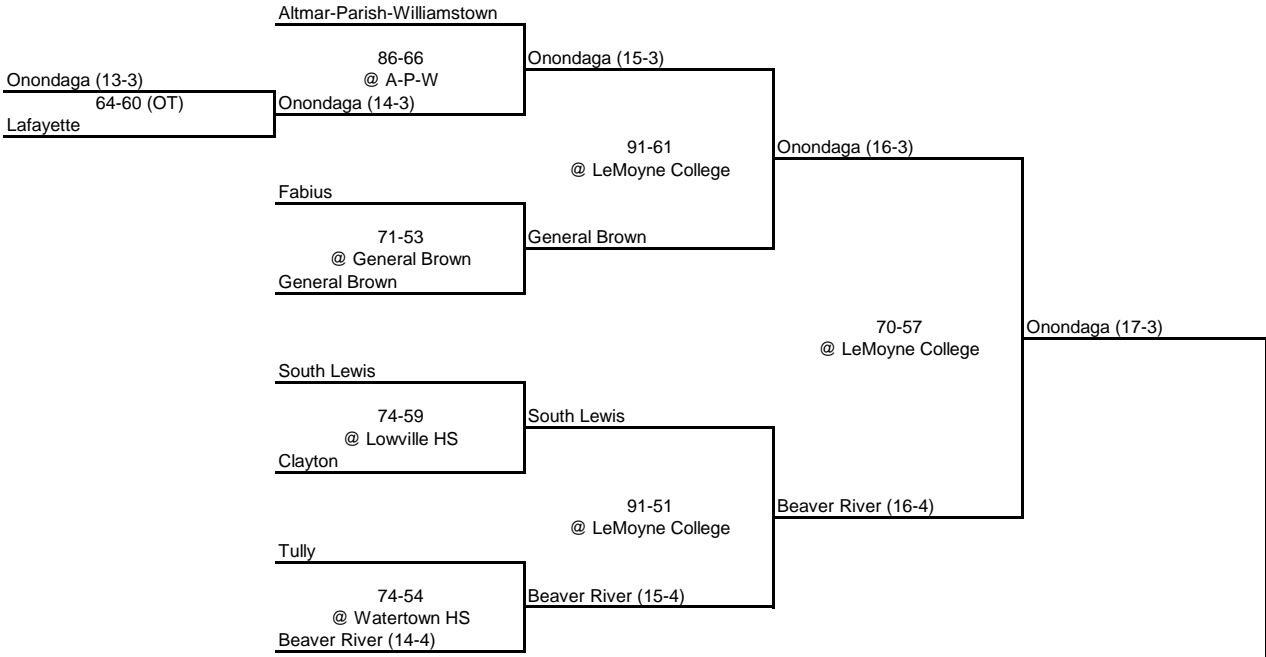 Altmar-Parish-Williamstown
86-66
@ A-P-W
Onondaga (15-3)
Onondaga (13-3)
64-60 (OT)
Onondaga (14-3)
Lafayette
91-61
@ LeMoyne College
Onondaga (16-3)
Fabius
71-53
@ General Brown
General Brown
General Brown
70-57
@ LeMoyne College
Onondaga (17-3)
South Lewis
74-59
@ Lowville HS
South Lewis
Clayton
91-51
@ LeMoyne College
Beaver River (16-4)
Tully
74-54
@ Watertown HS
Beaver River (15-4)
Beaver River (14-4)